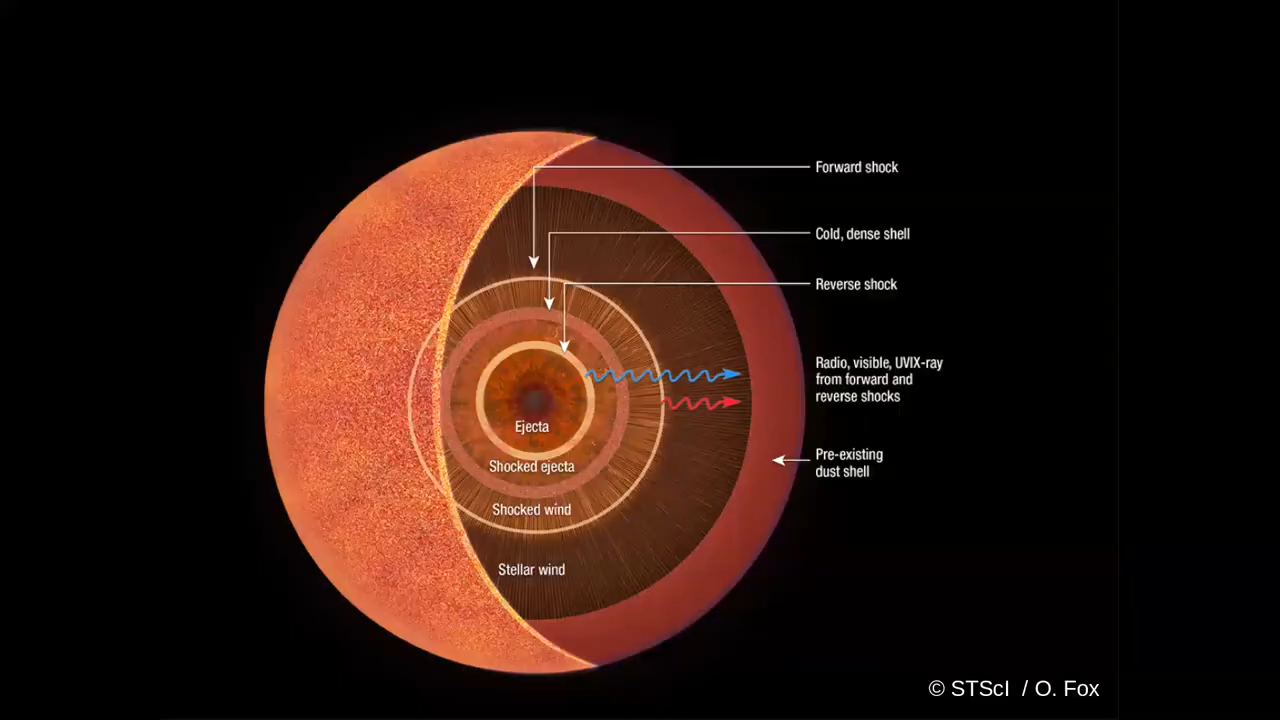 Forward shock
Cold, dense shell
Reverse shock
Radio, visible, UVIX-ray
from forward and
reverse shocks
Ejecta
Pre-existing
dust shell
Shocked ejecta
Shocked wind
Stellar wind
© STScI / O. Fox